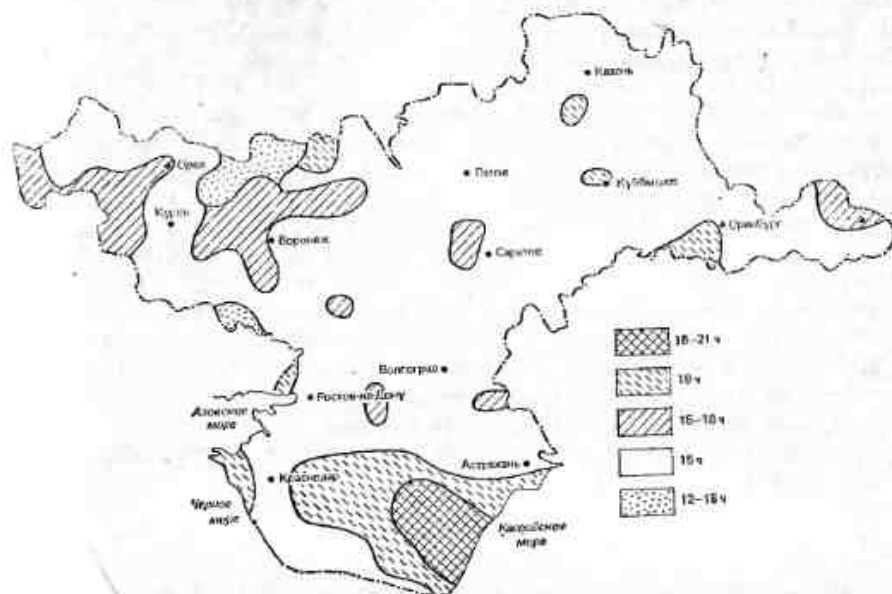 Казань
Орел
Пенза
Куйбышев
Курск
Оренбург
Воронеж
Саратов
18–21 ч
Волгоград
18 ч
Ростов-на-Дону
Азовское
море
15–18 ч
Астрахань
15 ч
Краснодар
Черное
море
Каспийское
море
12–15 ч